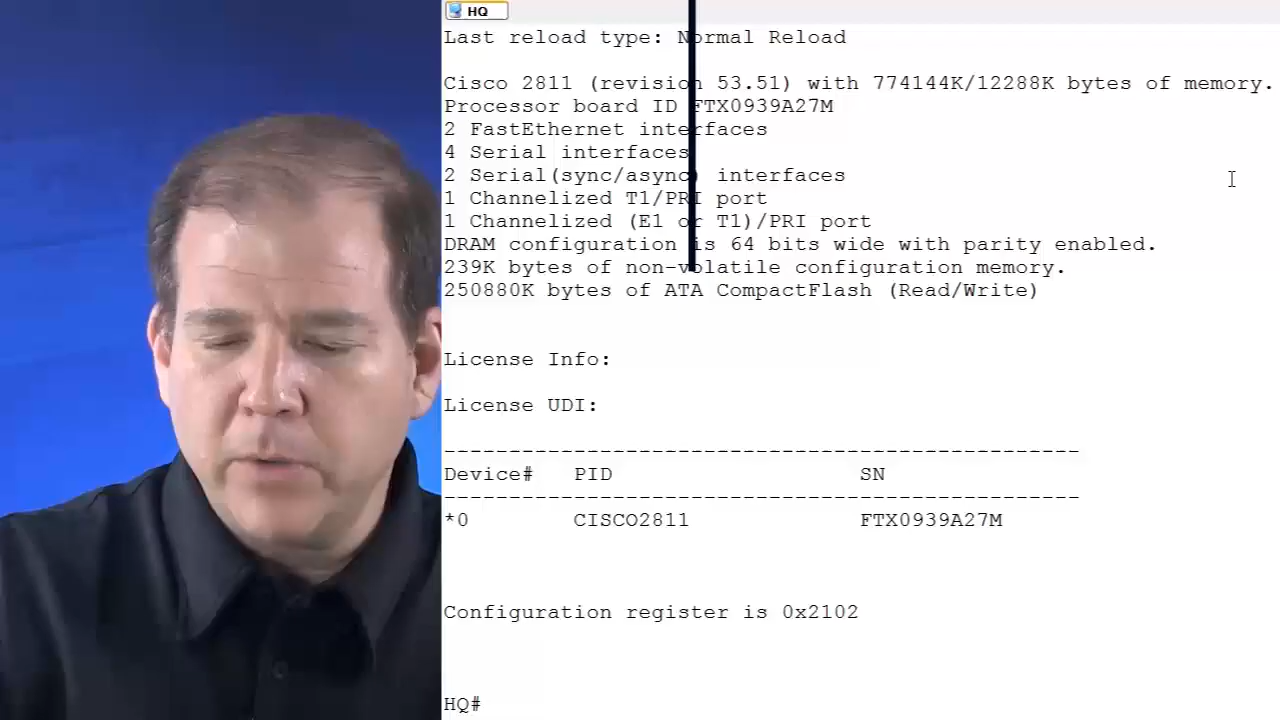 HQ
Last reload type: Normal Reload
Cisco 2811 (revision 53.51) with 774144K/12288K bytes of memory.
Processor board ID FTX0939A27M
2 FastEthernet interfaces
4 Serial interfaces
2 Serial(sync/async) interfaces
1 Channelized T1/PRI port
1 Channelized (E1 or T1)/PRI port
DRAM configuration is 64 bits wide with parity enabled.
239K bytes of non-volatile configuration memory.
250880K bytes of ATA CompactFlash (Read/Write)
License Info:
License UDI:
-------------------------------------------------
Device# PID SN
-------------------------------------------------
*0 CISCO2811 FTX0939A27M
Configuration register is 0x2102
HQ#